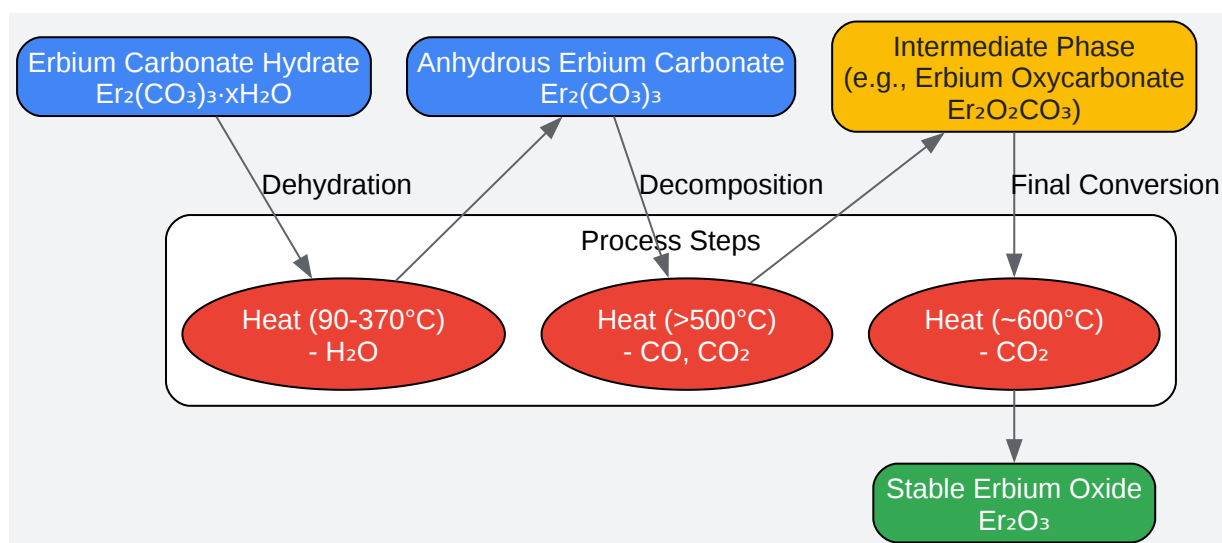 Erbium Carbonate Hydrate
Er₂(CO₃)₃·xH₂O
Anhydrous Erbium Carbonate
Er₂(CO₃)₃
Intermediate Phase
(e.g., Erbium Oxycarbonate
Er₂O₂CO₃)
Dehydration
Decomposition
Final Conversion
Process Steps
Heat (90-370°C)
- H₂O
Heat (>500°C)
- CO, CO₂
Heat (~600°C)
- CO₂
Stable Erbium Oxide
Er₂O₃